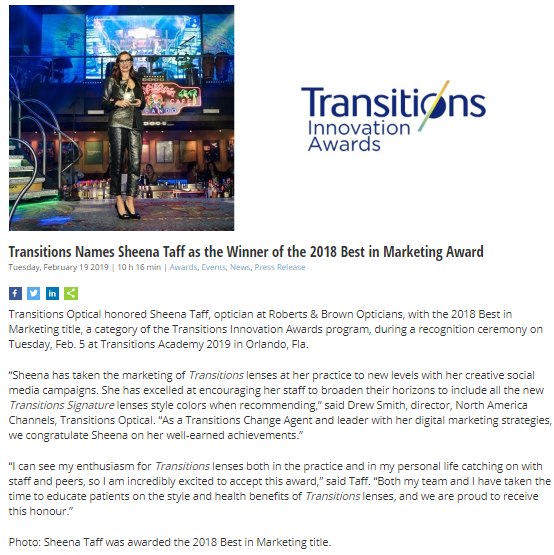 CAFE
Transitions
Innovation
Awards
Transitions Names Sheena Taff as the Winner of the 2018 Best in Marketing Award
Tuesday, February 19 2019 | 10 h 16 min | Awards, Events, News, Press Release
Transitions Optical honored Sheena Taff, optician at Roberts & Brown Opticians, with the 2018 Best in
Marketing title, a category of the Transitions Innovation Awards program, during a recognition ceremony on
Tuesday, Feb. 5 at Transitions Academy 2019 in Orlando, Fla.
“Sheena has taken the marketing of Transitions lenses at her practice to new levels with her creative social
media campaigns. She has excelled at encouraging her staff to broaden their horizons to include all the new
Transitions Signature lenses style colors when recommending,” said Drew Smith, director, North America
Channels, Transitions Optical. “As a Transitions Change Agent and leader with her digital marketing strategies,
we congratulate Sheena on her well-earned achievements.”
“I can see my enthusiasm for Transitions lenses both in the practice and in my personal life catching on with
staff and peers, so I am incredibly excited to accept this award,” said Taff. “Both my team and I have taken the
time to educate patients on the style and health benefits of Transitions lenses, and we are proud to receive
this honour.”
Photo: Sheena Taff was awarded the 2018 Best in Marketing title.